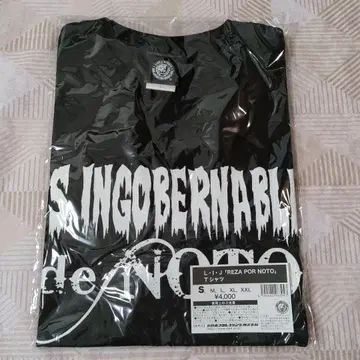 S INGOBERNABL
de NOTO
L・I・J「REZA POR NOTO」
Tシャツ
S M L XL XXL
¥4,000